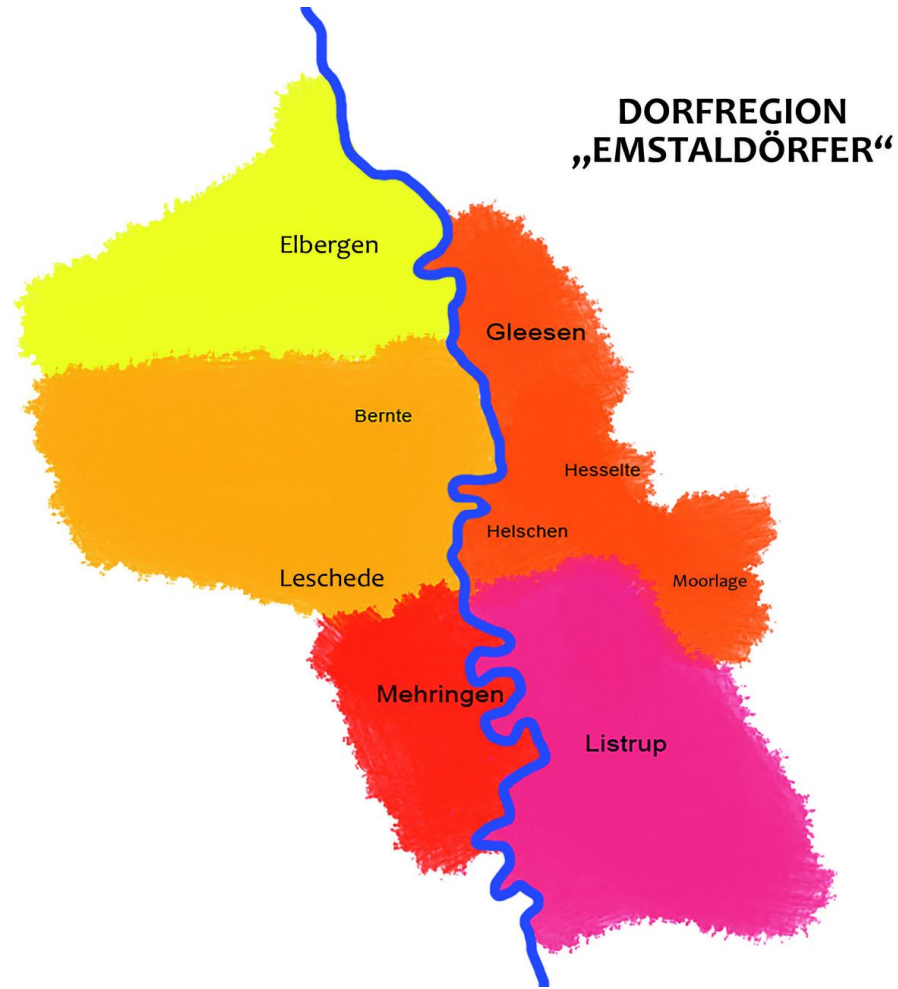 DORFREGION
„EMSTALDÖRFER“
Elbergen
Gleesen
Bernte
Hesselte
Helschen
Leschede
Moorlage
Mehringen
Listrup